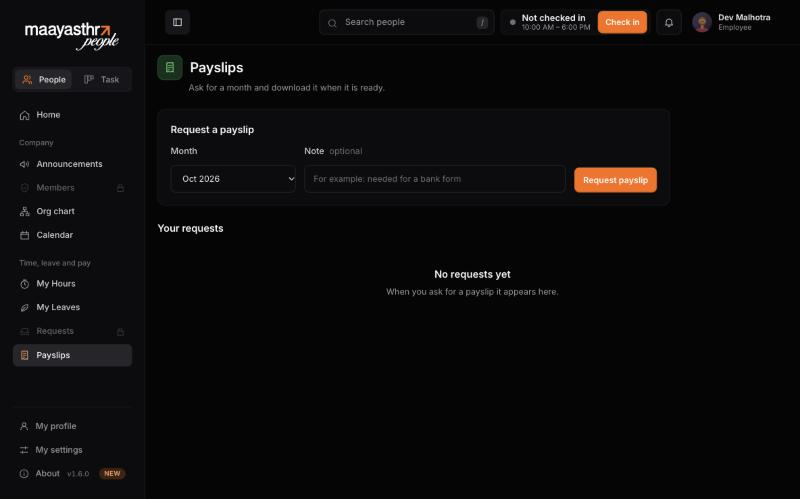 maayasthr
people
People
Task
Home
Company
Announcements
Members
Org chart
Calendar
Time, leave and pay
My Hours
My Leaves
Requests
Payslips
My profile
My settings
About v1.6.0 NEW
Search people /
Not checked in
10:00 AM – 6:00 PM
Check in
Dev Malhotra
Employee
Payslips
Ask for a month and download it when it is ready.
Request a payslip
Month
Note optional
Oct 2026
For example: needed for a bank form
Request payslip
Your requests
No requests yet
When you ask for a payslip it appears here.